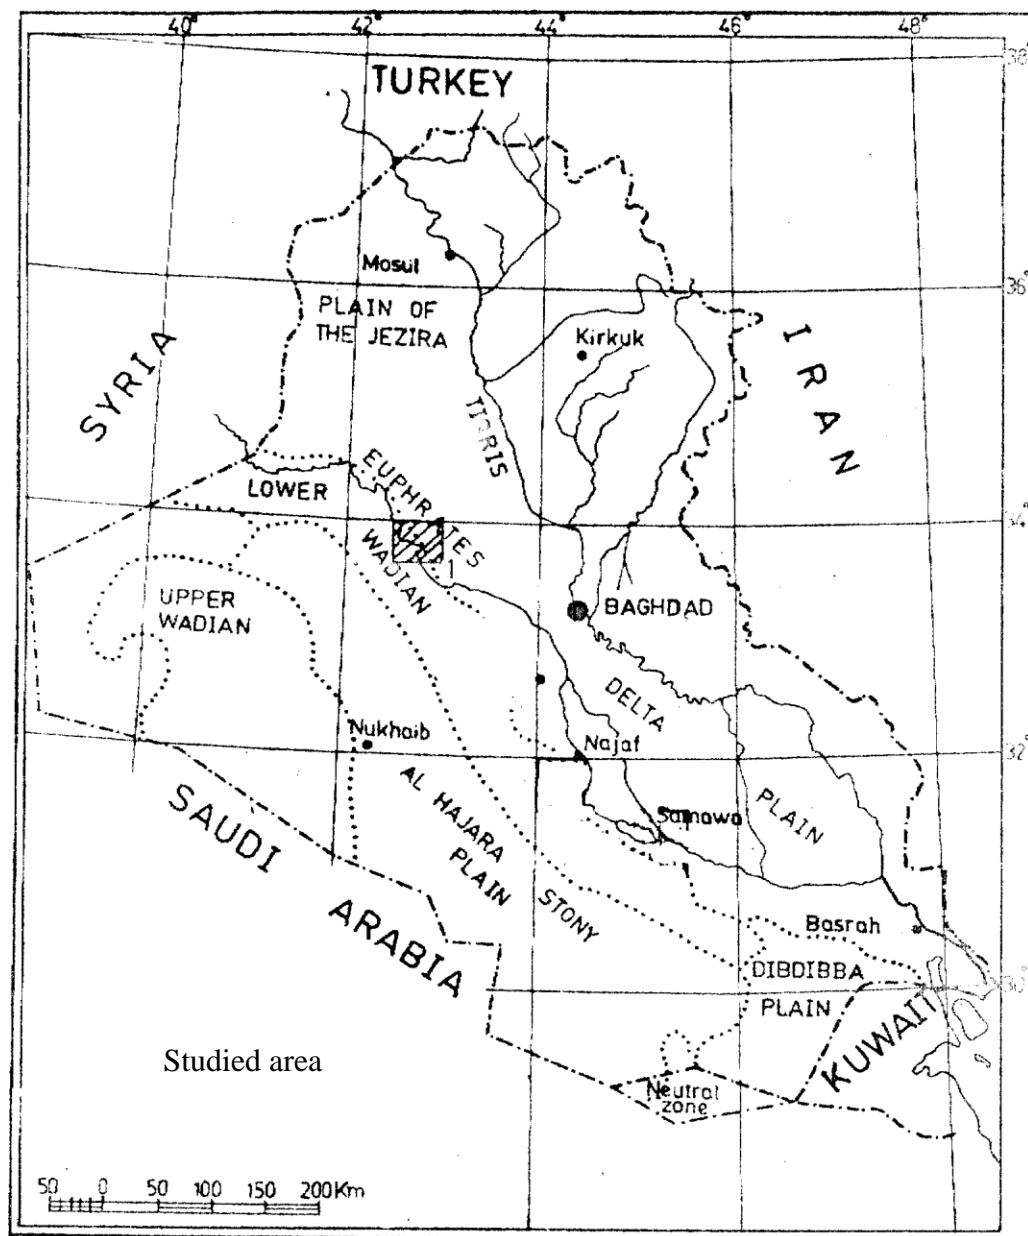 40° 42° 44° 46° 48°
38°
TURKEY
Mosul
36°
PLAIN OF
THE JEZIRA
Kirkuk
IRAN
SYRIA
TIGRIS
EUPHRATES
LOWER
34°
WADIAN
1
UPPER
WADIAN
BAGHDAD
DELTA
Nukhaib
Najaf
32°
AL HAJARA
PLAIN
Samawa
PLAIN
SAUDI
STONY
ARABIA
Basrah
DIBDIBBA
30°
PLAIN
KUWAIT
Studied area
Neutral
zone
50 0 50 100 150 200Km